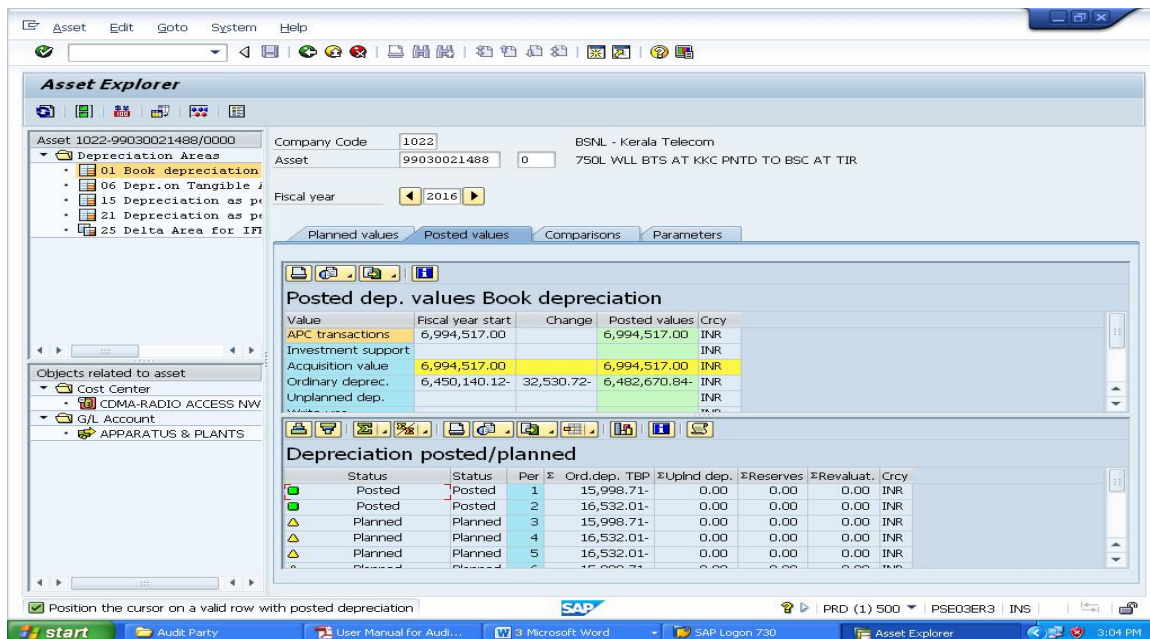 Asset Edit Goto System Help
Asset Explorer
Asset 1022-99030021488/0000
Depreciation Areas
01 Book depreciation
06 Depr.on Tangible
15 Depreciation as
21 Depreciation as
25 Delta Area for
Objects related to asset
Cost Center
CDMA-RADIO ACCESS NW
G/L Account
APPARATUS & PLANTS
Company Code 1022 BSNL - Kerala Telecom
Asset 99030021488 0 750L WLL BTS AT KKC PNTD TO BSC AT TIR
Fiscal year 2016
Planned values Posted values Comparisons Parameters
Posted dep. values Book depreciation
Value Fiscal year start Change Posted values Crcy
APC transactions 6,994,517.00 6,994,517.00 INR
Investment support INR
Acquisition value 6,994,517.00 6,994,517.00 INR
Ordinary deprec. 6,450,140.12- 32,530.72- 6,482,670.84- INR
Unplanned dep. INR
Depreciation posted/planned
Status Status Per Σ Ord.dep. TBP ΣUplnd dep. ΣReserves ΣRevaluat. Crcy
Posted Posted 1 15,998.71- 0.00 0.00 0.00 INR
Posted Posted 2 16,532.01- 0.00 0.00 0.00 INR
Planned Planned 3 15,998.71- 0.00 0.00 0.00 INR
Planned Planned 4 16,532.01- 0.00 0.00 0.00 INR
Planned Planned 5 16,532.01- 0.00 0.00 0.00 INR
Position the cursor on a valid row with posted depreciation SAP PRD (1) 500 PSE03ER3 INS
start Audit Party User Manual for Audi... 3 Microsoft Word SAP Logon 730 Asset Explorer 3:04 PM